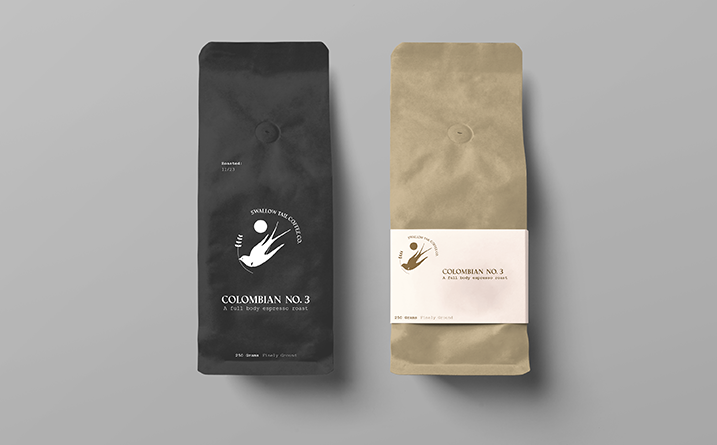 Roasted:
11/23
SWALLOW TAIL COFFEE CO.
COLOMBIAN NO. 3
A full body espresso roast
250 Grams Finely Ground
SWALLOW TAIL COFFEE CO.
COLOMBIAN NO. 3
A full body espresso roast
250 Grams Finely Ground